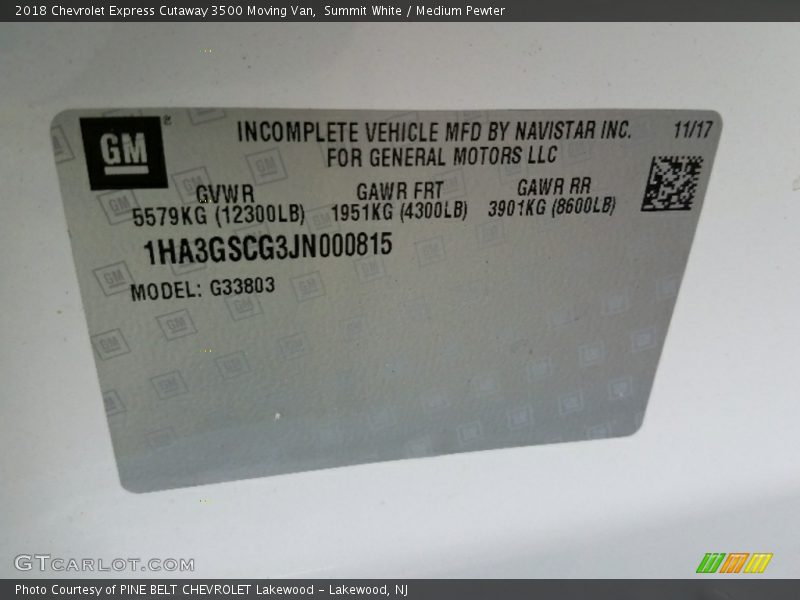 2018 Chevrolet Express Cutaway 3500 Moving Van, Summit White / Medium Pewter
GM®
INCOMPLETE VEHICLE MFD BY NAVISTAR INC. 11/17
FOR GENERAL MOTORS LLC
GVWR GAWR FRT GAWR RR
5579KG (12300LB) 1951KG (4300LB) 3901KG (8600LB)
1HA3GSCG3JN000815
MODEL: G33803
GTCARLOT.COM
Photo Courtesy of PINE BELT CHEVROLET Lakewood - Lakewood, NJ